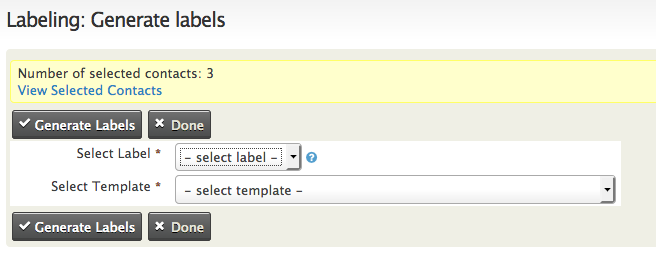 Labeling: Generate labels
Number of selected contacts: 3
View Selected Contacts
✔ Generate Labels ✖ Done
Select Label * - select label - ?
Select Template * - select template -
✔ Generate Labels ✖ Done